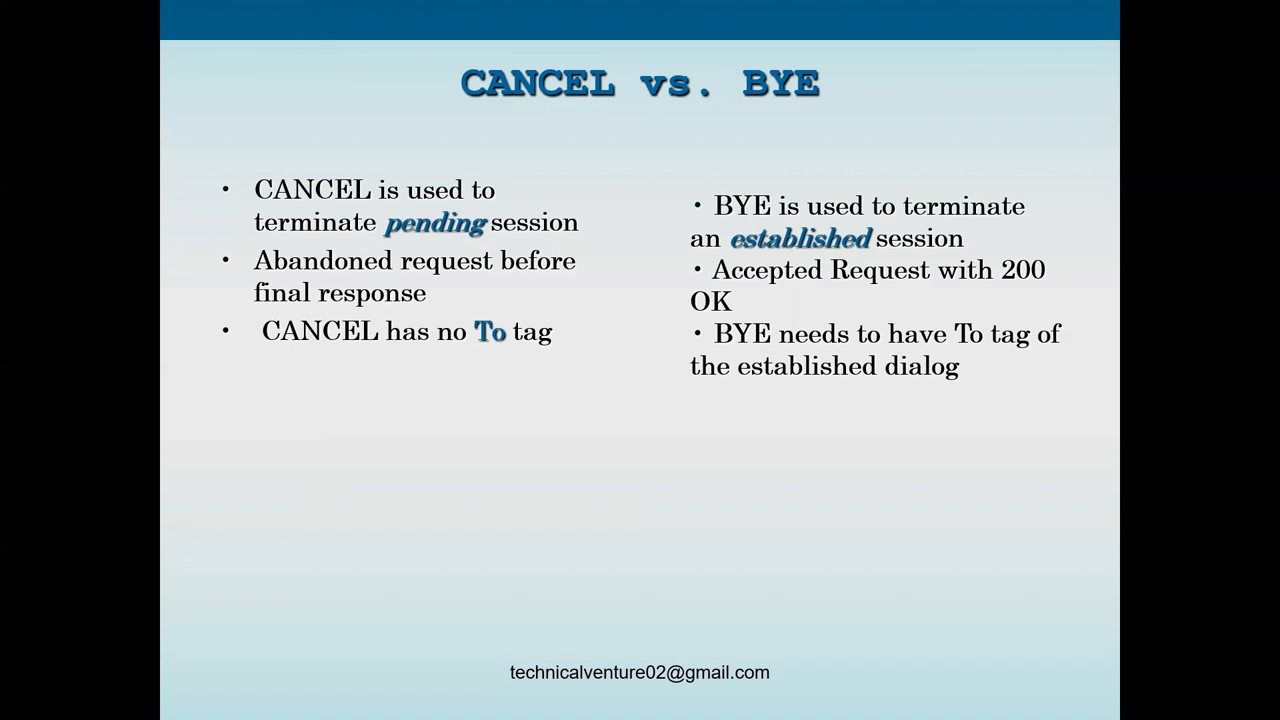 CANCEL vs. BYE
• CANCEL is used to
terminate pending session
• Abandoned request before
final response
• CANCEL has no To tag
• BYE is used to terminate
an established session
• Accepted Request with 200
OK
• BYE needs to have To tag of
the established dialog
technicalventure02@gmail.com